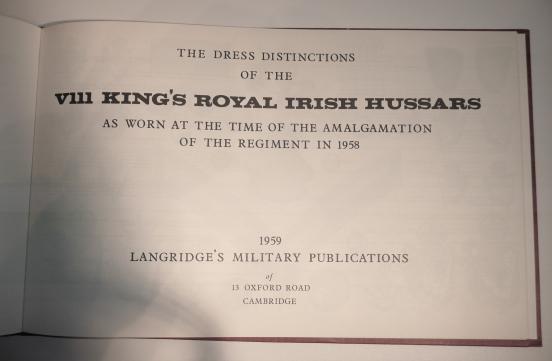 THE DRESS DISTINCTIONS
OF THE
VIII KING'S ROYAL IRISH HUSSARS
AS WORN AT THE TIME OF THE AMALGAMATION
OF THE REGIMENT IN 1958
1959
LANGRIDGE'S MILITARY PUBLICATIONS
of
13 OXFORD ROAD
CAMBRIDGE